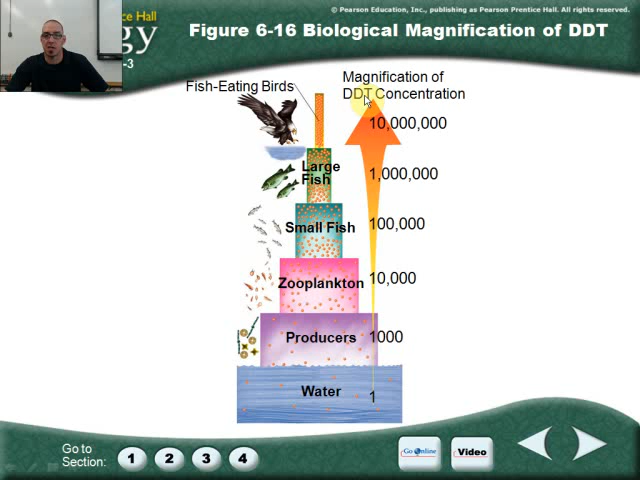 © Pearson Education, Inc., publishing as Pearson Prentice Hall. All rights reserved.
Figure 6-16 Biological Magnification of DDT
-3
Fish-Eating Birds
Magnification of
DDT Concentration
10,000,000
Large
Fish
1,000,000
Small Fish
100,000
Zooplankton
10,000
Producers
1000
Water
1
Go to
Section:
1
2
3
4
Go Online
Video